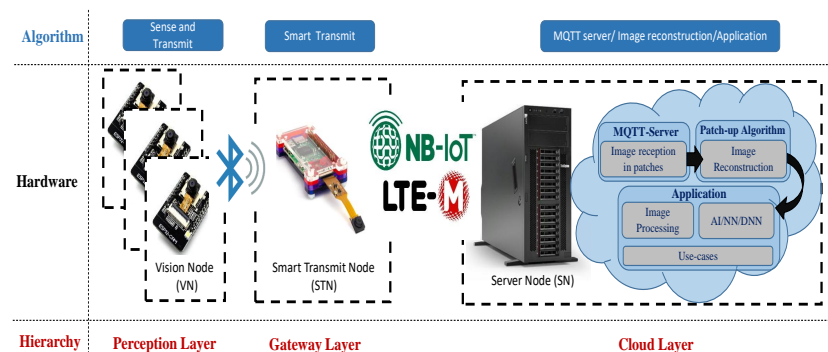 Algorithm
Sense and
Transmit
Smart Transmit
MQTT server/ Image reconstruction/Application
Hardware
Vision Node
(VN)
Smart Transmit Node
(STN)
NB-IoT
LTE-M
Server Node (SN)
MQTT-Server
Image reception
in patches
Patch-up Algorithm
Image
Reconstruction
Application
Image
Processing
AI/NN/DNN
Use-cases
Hierarchy
Perception Layer
Gateway Layer
Cloud Layer